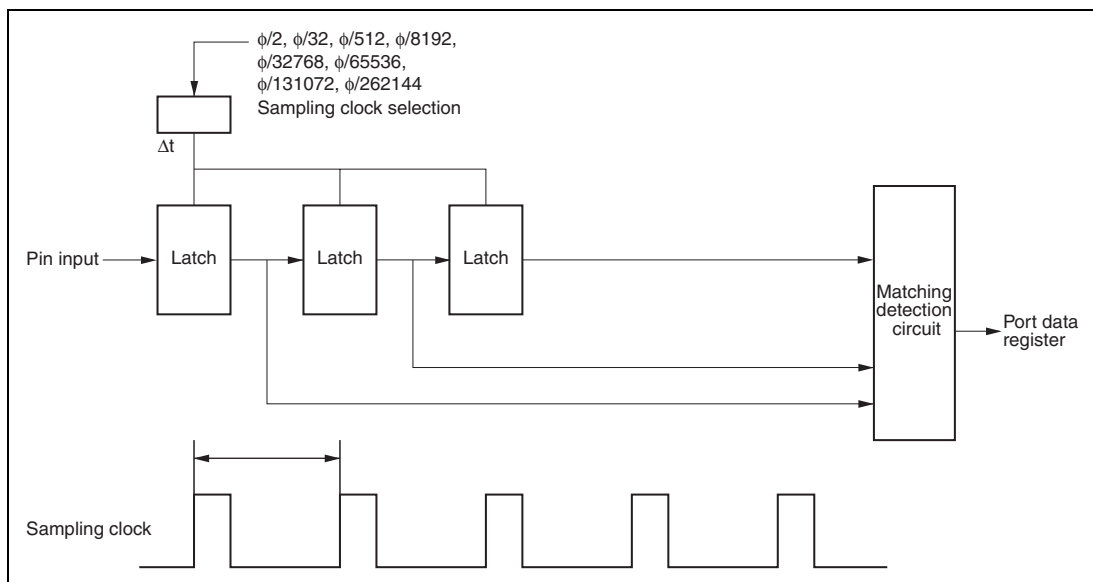 ϕ/2, ϕ/32, ϕ/512, ϕ/8192,
ϕ/32768, ϕ/65536,
ϕ/131072, ϕ/262144
Sampling clock selection
Δt
Pin input
Latch
Latch
Latch
Matching
detection
circuit
Port data
register
Sampling clock